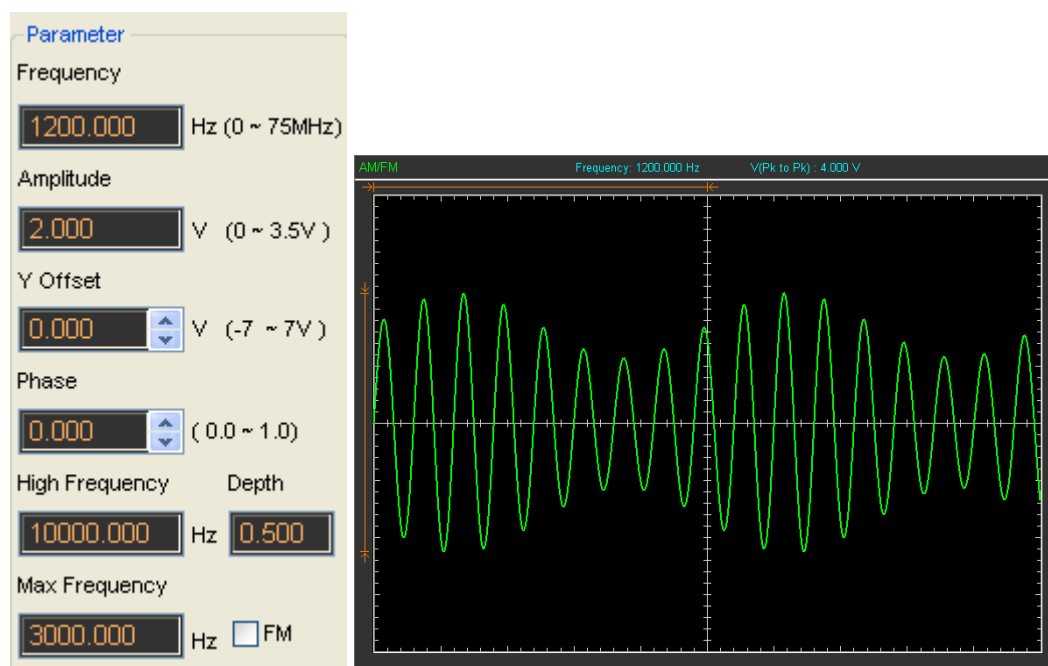 Parameter
Frequency
1200.000 Hz (0 ~ 75MHz)
Amplitude
2.000 V (0 ~ 3.5V )
Y Offset
0.000 V (-7 ~ 7V )
Phase
0.000 ( 0.0 ~ 1.0)
High Frequency Depth
10000.000 Hz 0.500
Max Frequency
3000.000 Hz FM
AM/FM Frequency: 1200.000 Hz V(Pk to Pk) : 4.000 V